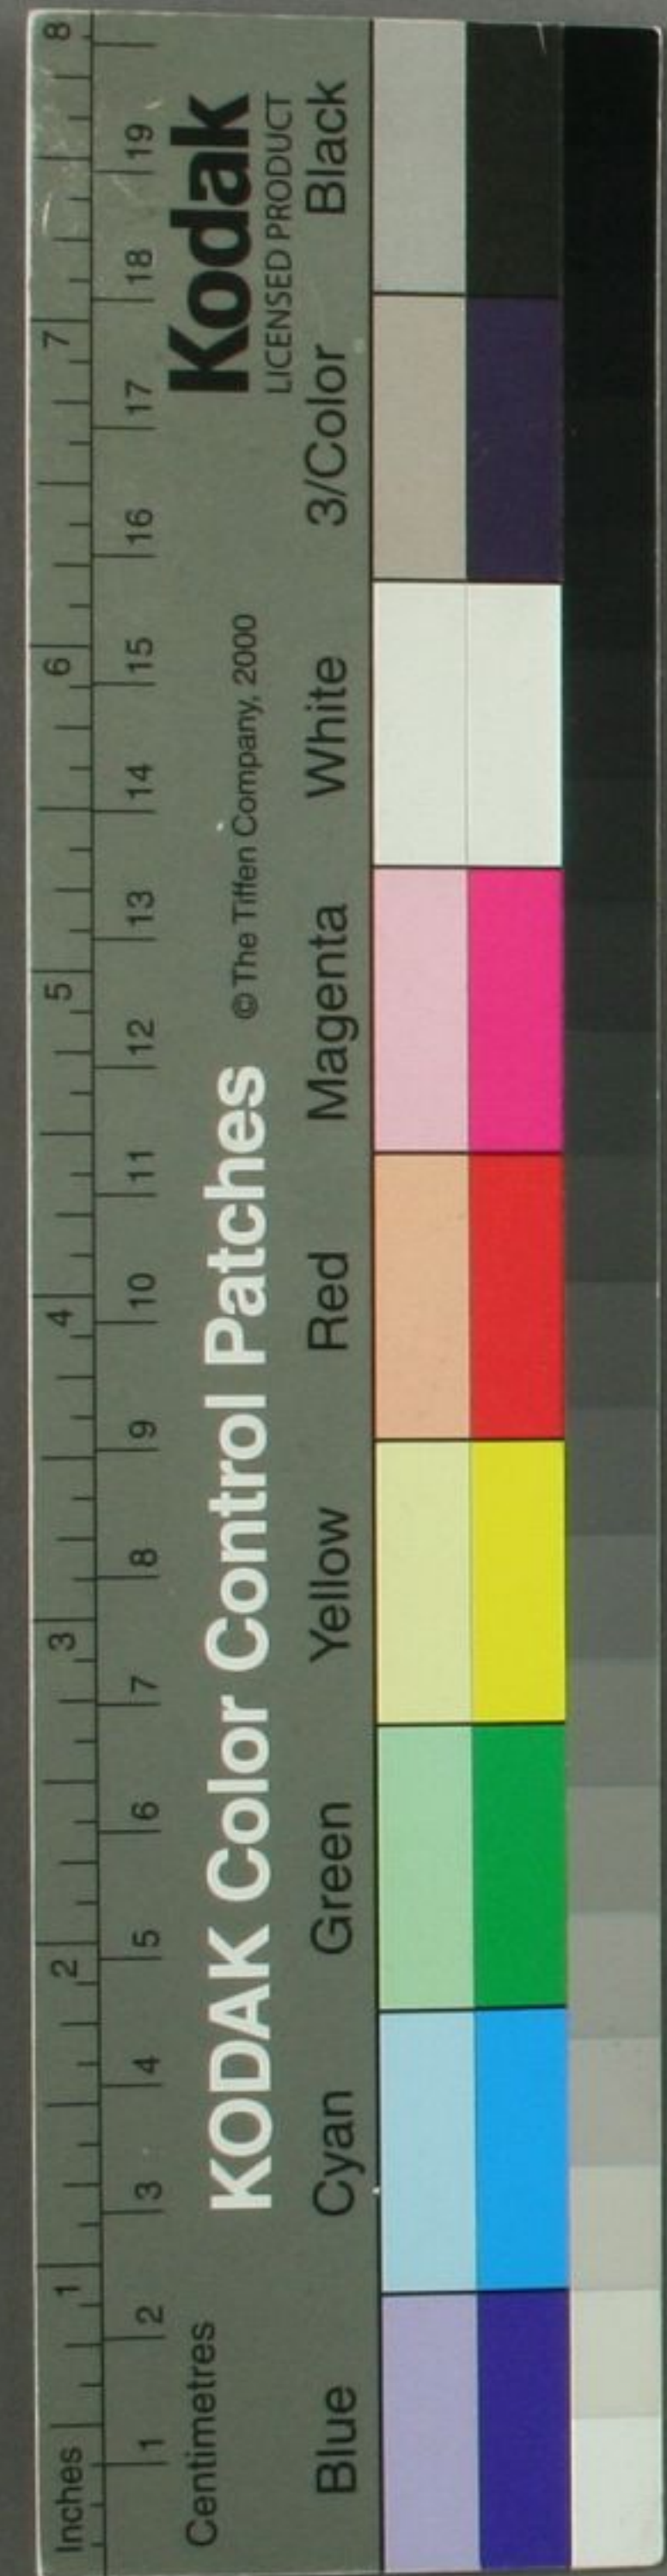 Inches 1 2 3 4 5 6 7 8
Centimetres 1 2 3 4 5 6 7 8 9 10 11 12 13 14 15 16 17 18 19
KODAK Color Control Patches © The Tiffen Company, 2000 Kodak
LICENSED PRODUCT
Blue Cyan Green Yellow Red Magenta White 3/Color Black